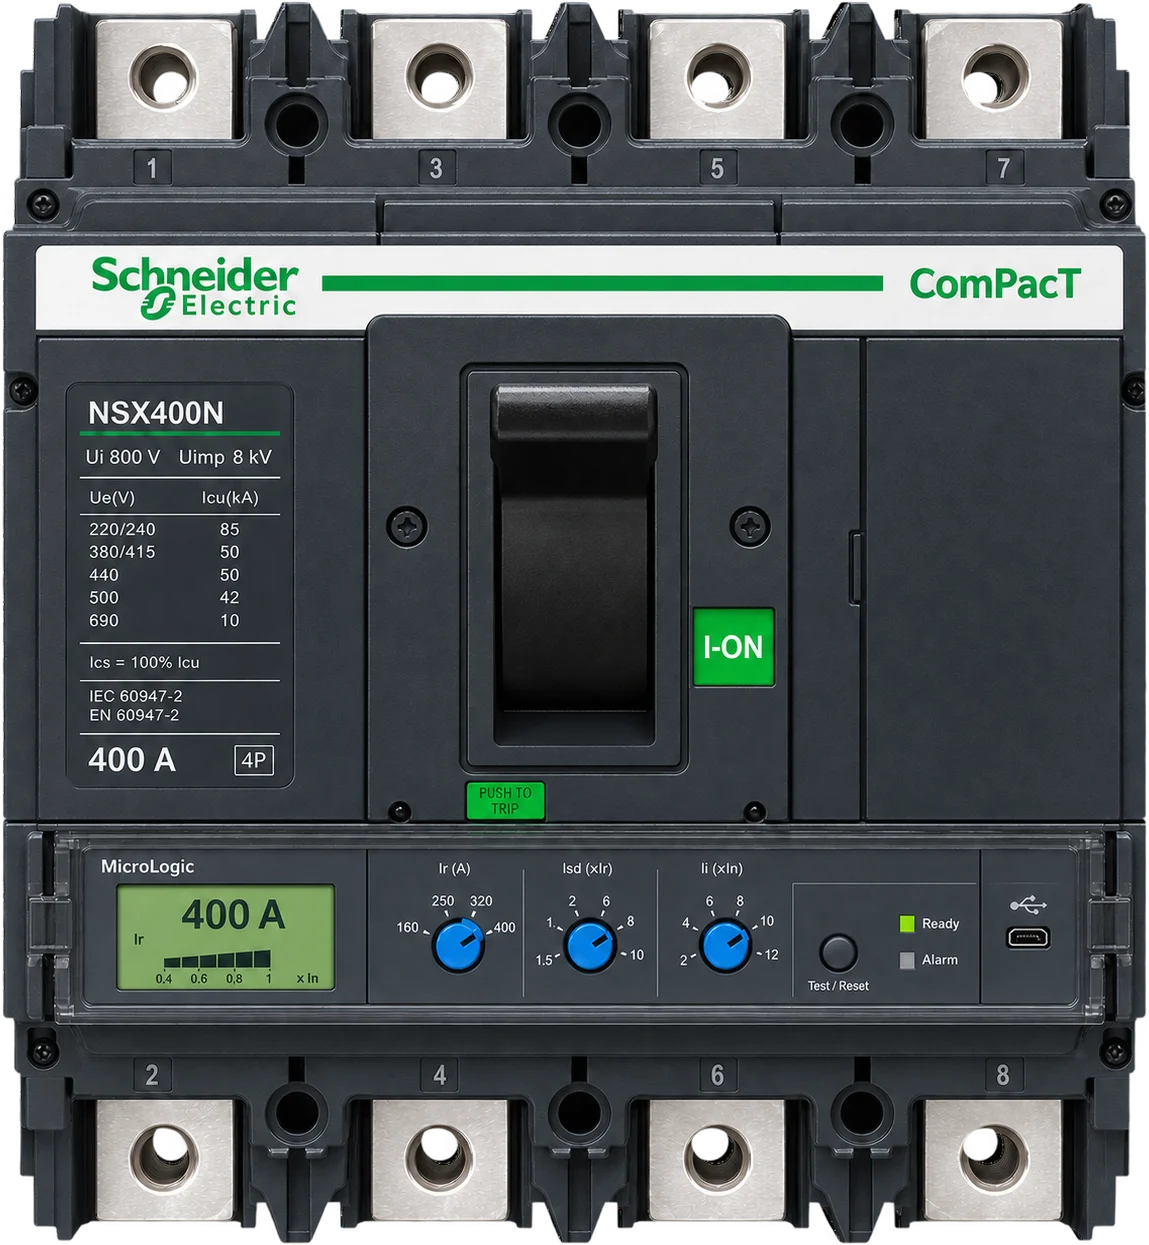 1 3 5 7
Schneider
Electric
ComPacT
NSX400N
Ui 800 V Uimp 8 kV
Ue(V) Icu(kA)
220/240 85
380/415 50
440 50
500 42
690 10
Ics = 100% Icu
IEC 60947-2
EN 60947-2
400 A 4P
I-ON
PUSH TO
TRIP
MicroLogic
400 A
Ir
0.4 0.6 0.8 1 x In
Ir (A)
160 250 320 400
Isd (xIr)
1.5 1. 2 6 8 10
Ii (xIn)
2 4 6 8 10 12
Test / Reset
Ready
Alarm
2 4 6 8